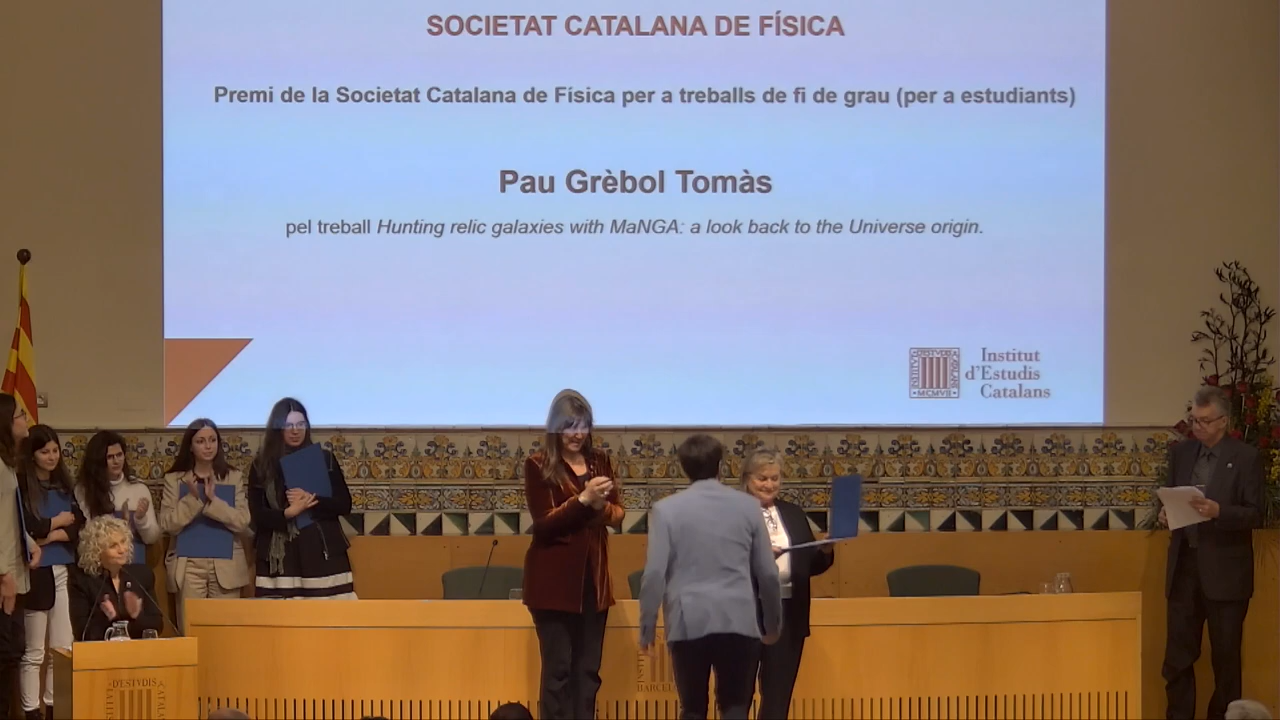 SOCIETAT CATALANA DE FÍSICA
Premi de la Societat Catalana de Física per a treballs de fi de grau (per a estudiants)
Pau Grèbol Tomàs
pel treball Hunting relic galaxies with MaNGA: a look back to the Universe origin.
Institut
d'Estudis
Catalans
MCMVII
D'ESTVDIS